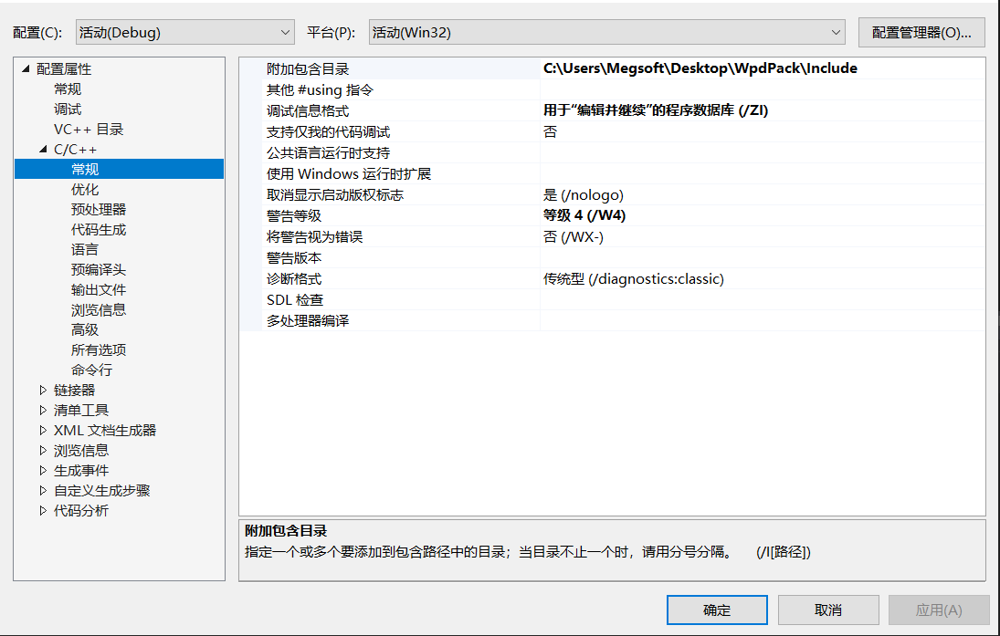 配置(C): 活动(Debug) 平台(P): 活动(Win32) 配置管理器(O)...
配置属性
常规
调试
VC++ 目录
C/C++
常规
优化
预处理器
代码生成
语言
预编译头
输出文件
浏览信息
高级
所有选项
命令行
链接器
清单工具
XML 文档生成器
浏览信息
生成事件
自定义生成步骤
代码分析
附加包含目录 C:\Users\Megsoft\Desktop\WpdPack\Include
其他 #using 指令
调试信息格式 用于“编辑并继续”的程序数据库 (/ZI)
支持仅我的代码调试 否
公共语言运行时支持
使用 Windows 运行时扩展
取消显示启动版权标志 是 (/nologo)
警告等级 等级 4 (/W4)
将警告视为错误 否 (/WX-)
警告版本
诊断格式 传统型 (/diagnostics:classic)
SDL 检查
多处理器编译
附加包含目录
指定一个或多个要添加到包含路径中的目录；当目录不止一个时，请用分号分隔。 (/I[路径])
确定 取消 应用(A)